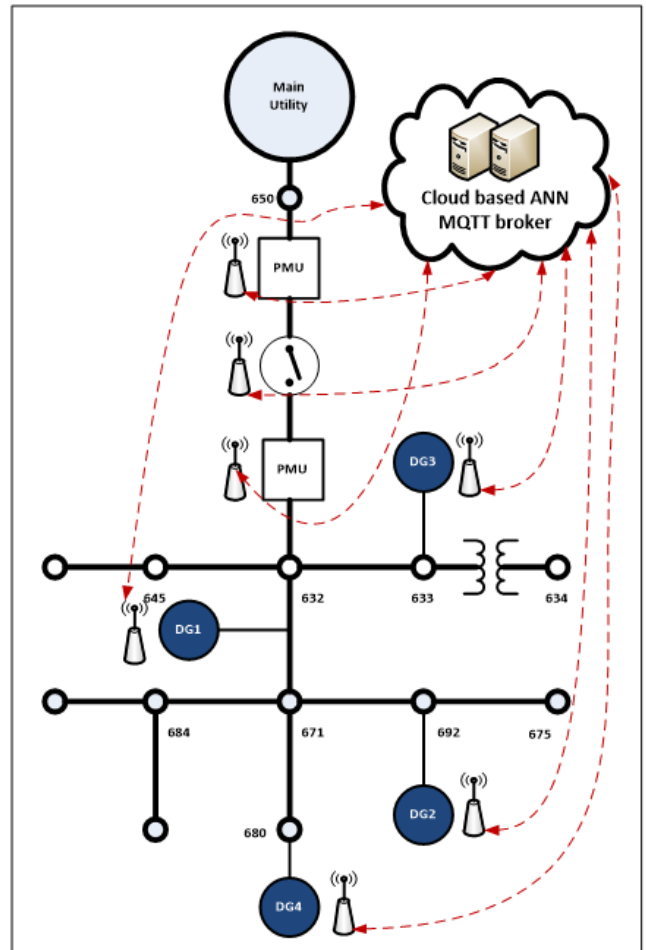 Main
Utility
650
Cloud based ANN
MQTT broker
PMU
PMU
DG3
645
632
633
634
DG1
684
671
692
675
680
DG2
DG4